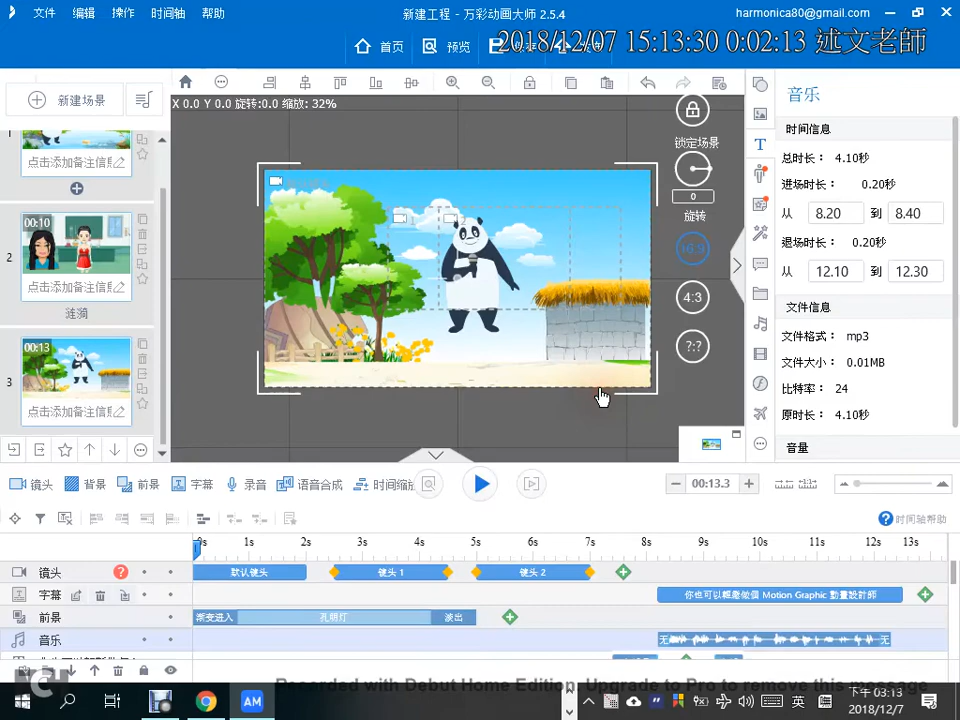 文件 编辑 操作 时间轴 帮助
新建工程 - 万彩动画大师 2.5.4
harmonica80@gmail.com
首页 预览
2018/12/07 15:13:30 0:02:13 述文老師
新建场景
X 0.0 Y 0.0 旋转:0.0 缩放: 32%
音乐
锁定场景
时间信息
1
点击添加备注信息
总时长： 4.10秒
进场时长： 0.20秒
0
旋转
从 8.20 到 8.40
00:10
2
退场时长： 0.20秒
16:9
从 12.10 到 12.30
点击添加备注信息
涟漪
4:3
文件信息
00:13
3
文件格式： mp3
?:?
文件大小： 0.01MB
比特率： 24
点击添加备注信息
原时长： 4.10秒
音量
镜头 背景 前景 字幕 录音 语音合成 时间缩
00:13.3
时间轴帮助
0s 1s 2s 3s 4s 5s 6s 7s 8s 9s 10s 11s 12s 13s
镜头 ? 默认镜头 镜头 1 镜头 2
字幕 你也可以輕鬆做個 Motion Graphic 動畫設計師
前景 渐变进入 孔明灯 淡出
音乐 无 无
Recorded with Debut Home Edition. Upgrade to Pro to remove this message
AM
英
下午 03:13
2018/12/7